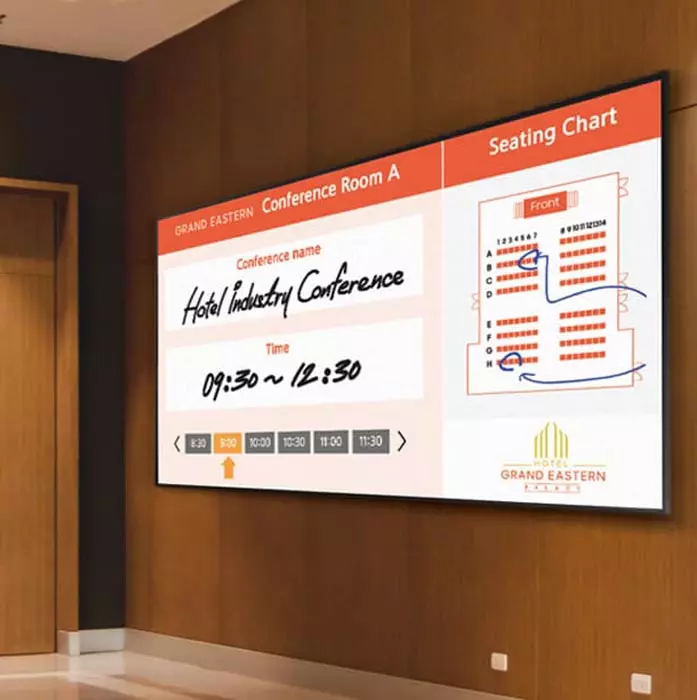 GRAND EASTERN Conference Room A
Conference name
Hotel Industry Conference
Time
09:30 ~ 12:30
8:30 9:00 10:00 10:30 11:00 11:30
Seating Chart
Front
1 2 3 4 5 6 7 8 9 10 11 12 13 14
A
B
C
D
E
F
G
H
HOTEL
GRAND EASTERN
PALACE